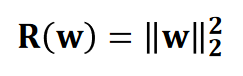 R(w) = ‖w‖₂²